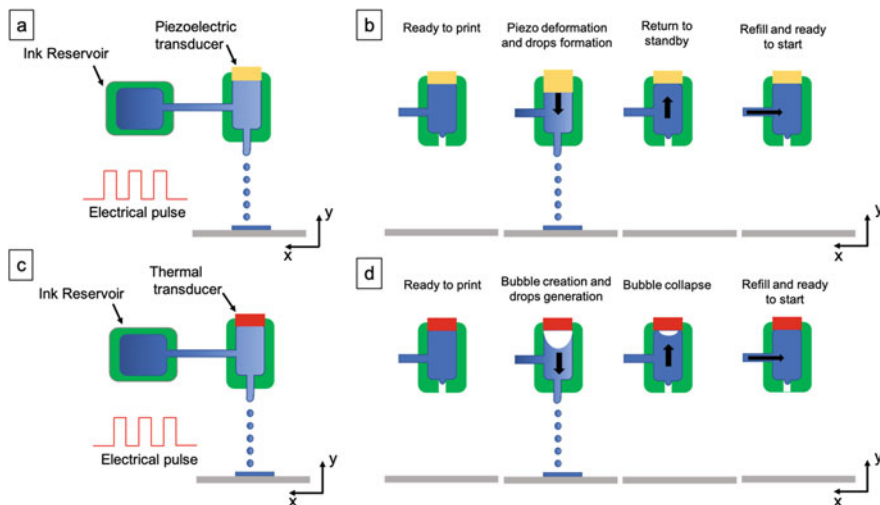 a
Piezoelectric
transducer
Ink Reservoir
Electrical pulse
y
x
b
Ready to print
Piezo deformation
and drops formation
Return to
standby
Refill and ready
to start
y
x
c
Thermal
transducer
Ink Reservoir
Electrical pulse
y
x
d
Ready to print
Bubble creation and
drops generation
Bubble collapse
Refill and ready
to start
y
x